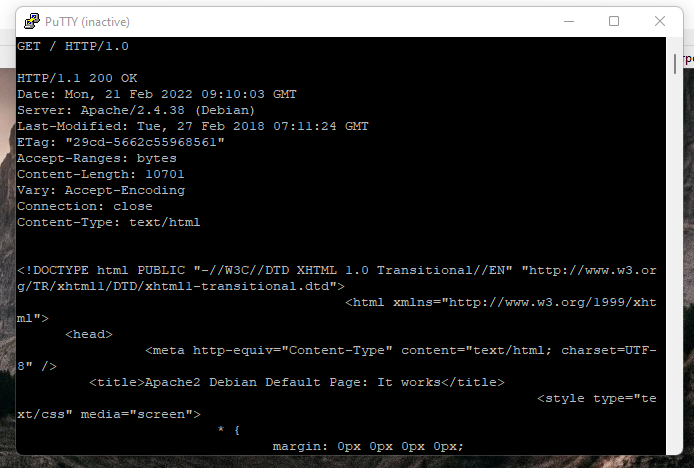 PuTTY (inactive)
GET / HTTP/1.0
HTTP/1.1 200 OK
Date: Mon, 21 Feb 2022 09:10:03 GMT
Server: Apache/2.4.38 (Debian)
Last-Modified: Tue, 27 Feb 2018 07:11:24 GMT
ETag: "29cd-5662c55968561"
Accept-Ranges: bytes
Content-Length: 10701
Vary: Accept-Encoding
Connection: close
Content-Type: text/html
<!DOCTYPE html PUBLIC "-//W3C//DTD XHTML 1.0 Transitional//EN" "http://www.w3.or
g/TR/xhtml1/DTD/xhtml1-transitional.dtd">
<html xmlns="http://www.w3.org/1999/xht
ml">
<head>
<meta http-equiv="Content-Type" content="text/html; charset=UTF-
8" />
<title>Apache2 Debian Default Page: It works</title>
<style type="te
xt/css" media="screen">
* {
margin: 0px 0px 0px 0px;